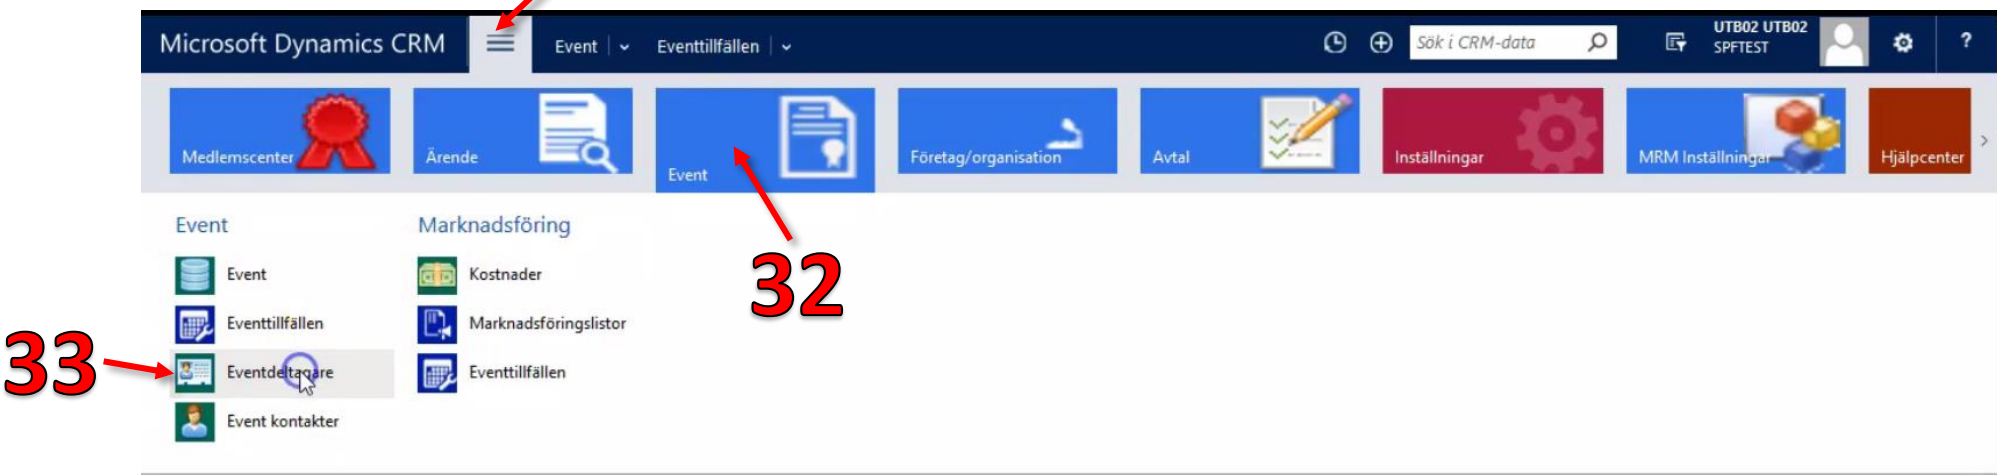 Microsoft Dynamics CRM
Event
Eventtillfällen
Sök i CRM-data
UTB02 UTB02
SPFTEST
?
Medlemscenter
Ärende
Event
Företag/organisation
Avtal
Inställningar
MRM Inställningar
Hjälpcenter
Event
Marknadsföring
Event
Kostnader
32
Eventtillfällen
Marknadsföringslistor
33
Eventdeltagare
Eventtillfällen
Event kontakter